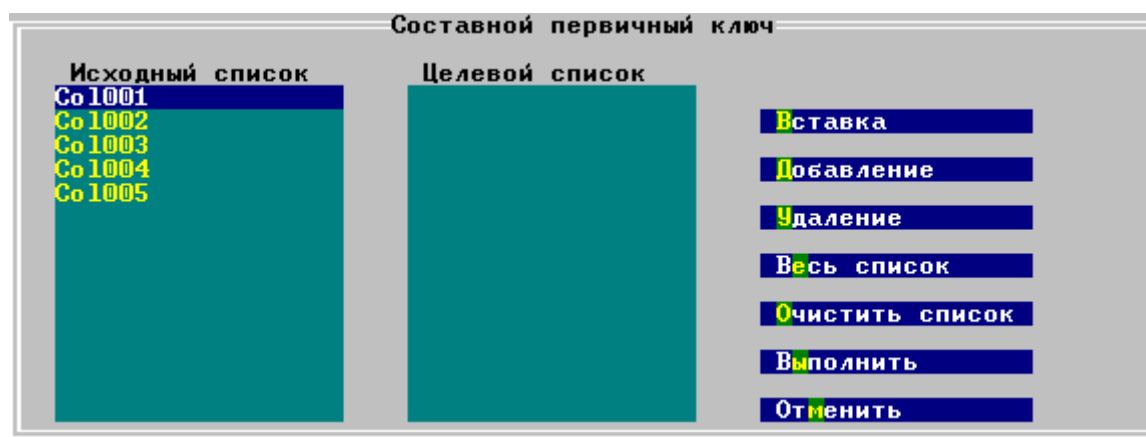 Составной первичный ключ
Исходный список
Целевой список
Col001
Col002
Col003
Col004
Col005
Вставка
Добавление
Удаление
Весь список
Очистить список
Выполнить
Отменить